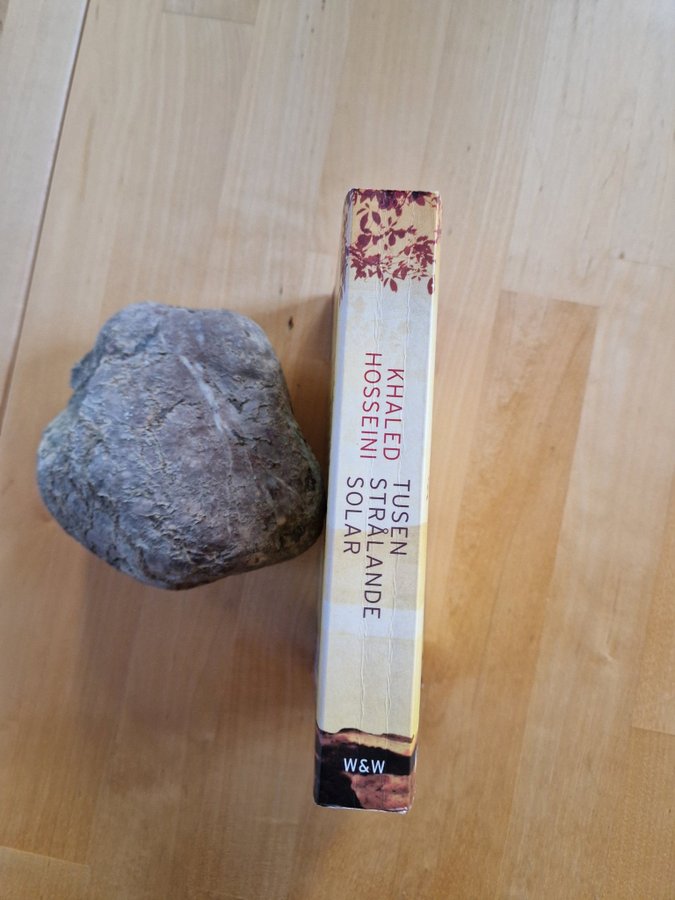 KHALED
HOSSEINI
TUSEN
STRÅLANDE
SOLAR
W&W